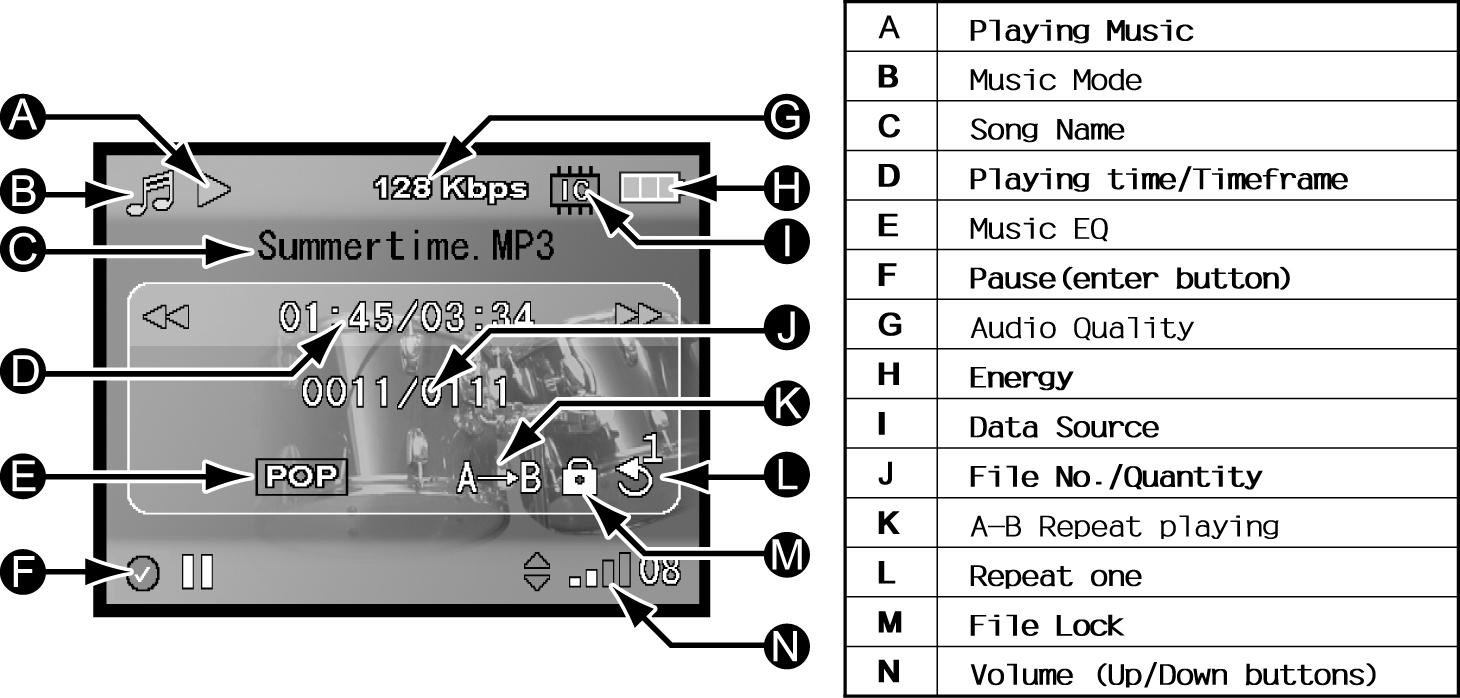 A
B
C
D
E
F
G
H
I
J
K
L
M
N
128 Kbps
IC
Summertime.MP3
01:45/03:34
0011/0111
POP
A→B
1
08
A Playing Music
B Music Mode
C Song Name
D Playing time/Timeframe
E Music EQ
F Pause(enter button)
G Audio Quality
H Energy
I Data Source
J File No./Quantity
K A-B Repeat playing
L Repeat one
M File Lock
N Volume (Up/Down buttons)